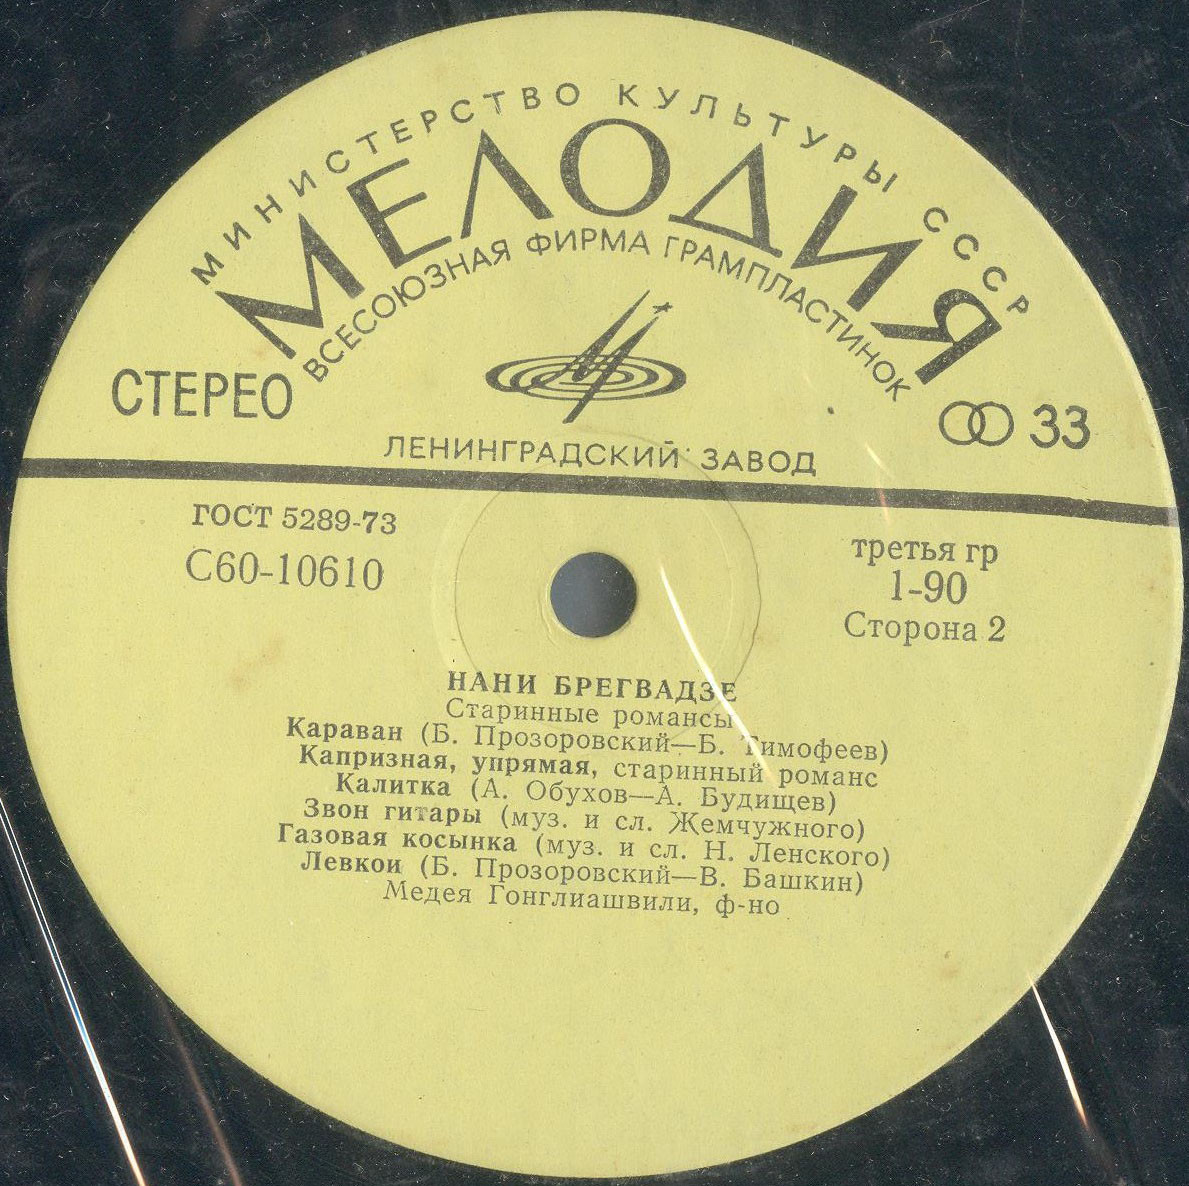 МИНИСТЕРСТВО КУЛЬТУРЫ СССР
МЕЛОДИЯ
ВСЕСОЮЗНАЯ ФИРМА ГРАМПЛАСТИНОК
СТЕРЕО
33
ЛЕНИНГРАДСКИЙ ЗАВОД
ГОСТ 5289-73
С60-10610
третья гр
1-90
Сторона 2
НАНИ БРЕГВАДЗЕ
Старинные романсы
Караван (Б. Прозоровский—Б. Тимофеев)
Капризная, упрямая, старинный романс
Калитка (А. Обухов—А. Будищев)
Звон гитары (муз. и сл. Жемчужного)
Газовая косынка (муз. и сл. Н. Ленского)
Левкои (Б. Прозоровский—В. Башкин)
Медея Гонглиашвили, ф-но